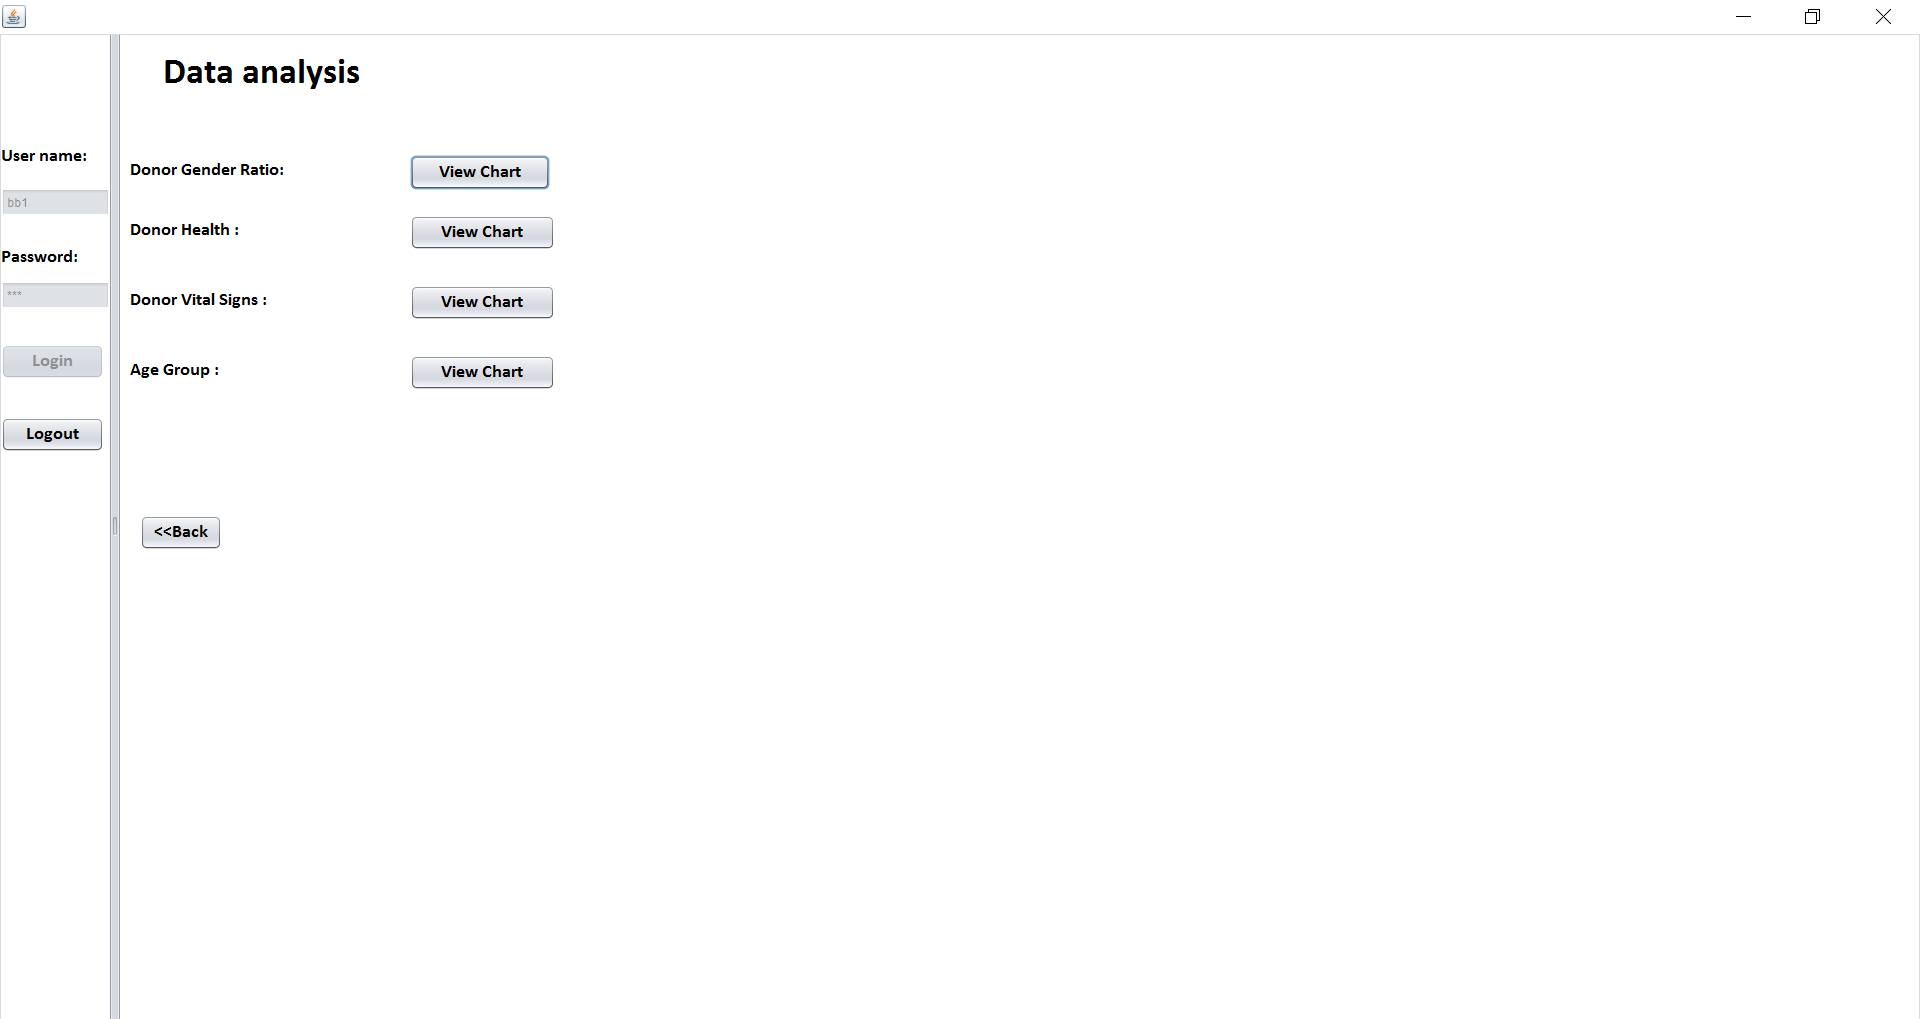 Data analysis
User name:
bb1
Password:
***
Login
Logout
Donor Gender Ratio: View Chart
Donor Health : View Chart
Donor Vital Signs : View Chart
Age Group : View Chart
<<Back